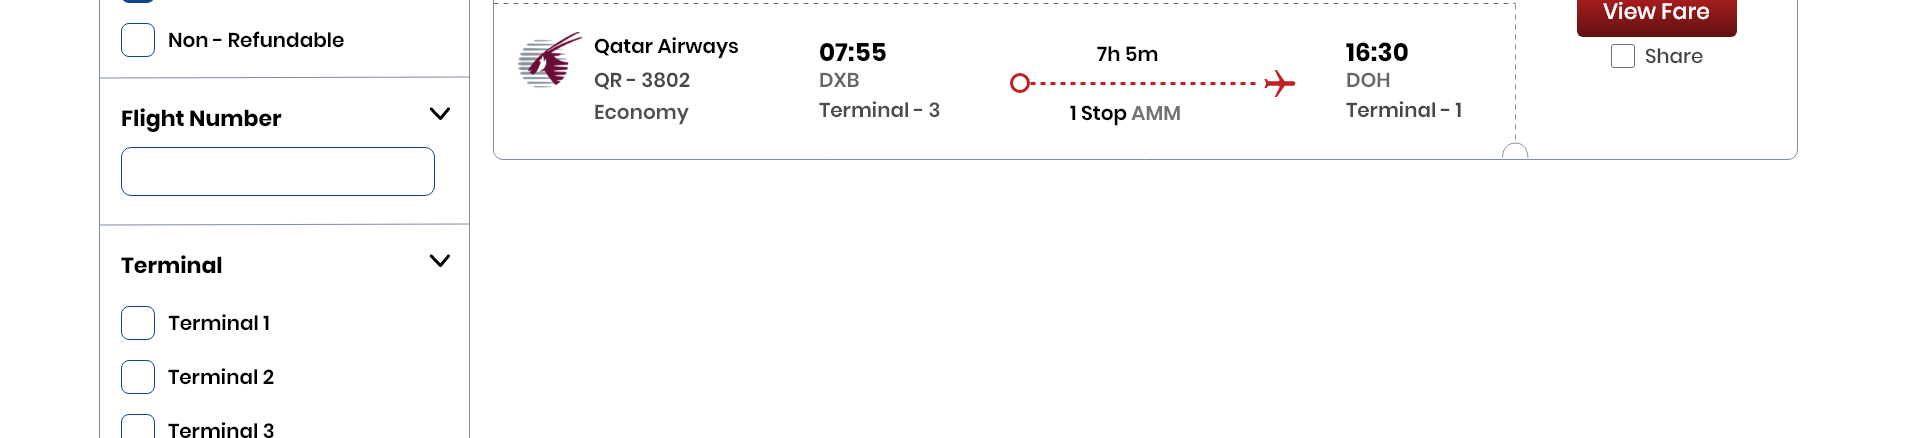 Non - Refundable
Flight Number
Terminal
Terminal 1
Terminal 2
Terminal 3
Qatar Airways
QR - 3802
Economy
07:55
DXB
Terminal - 3
7h 5m
1 Stop AMM
16:30
DOH
Terminal - 1
View Fare
Share